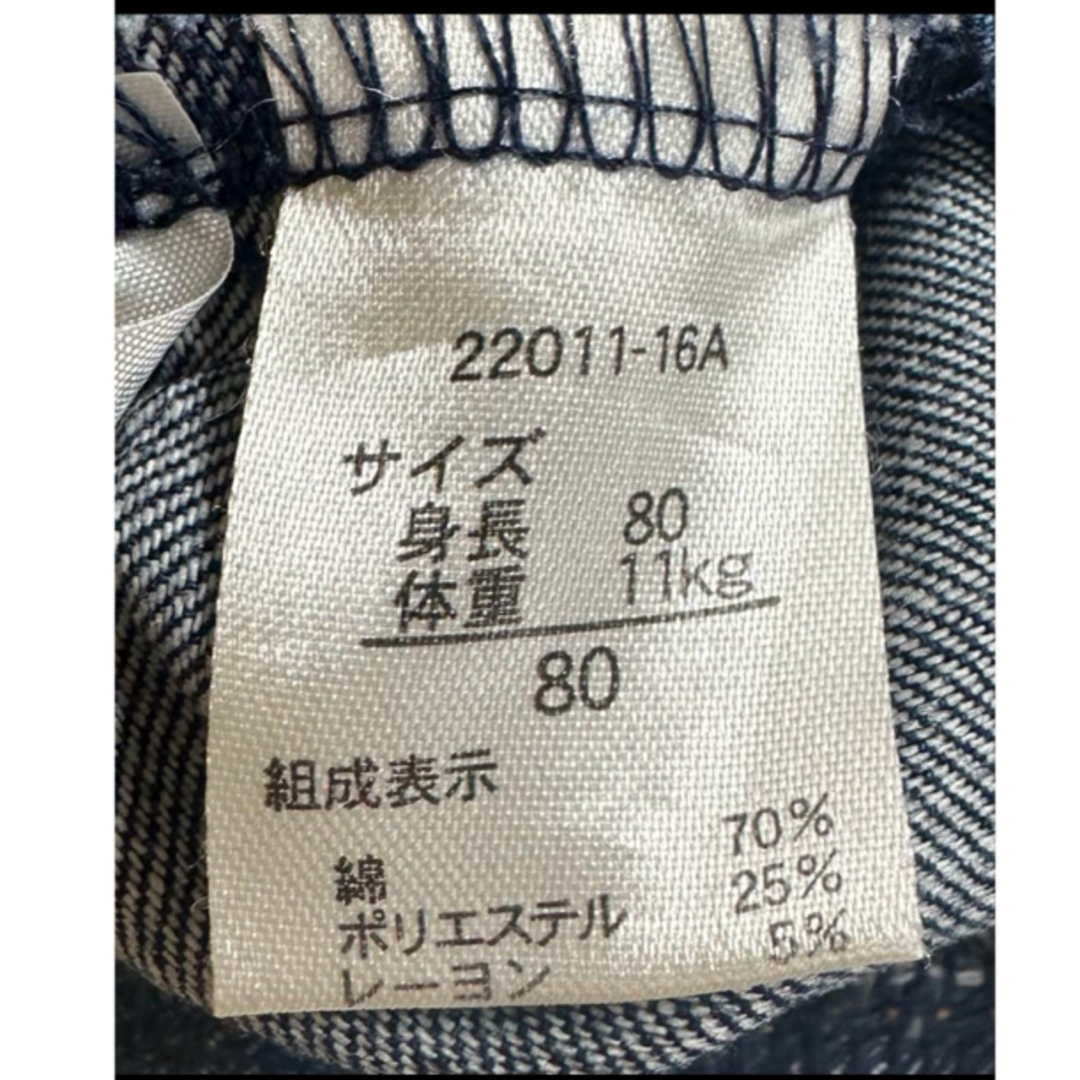 22011-16A
サイズ
身長 80
体重 11kg
80
組成表示
綿 70%
ポリエステル 25%
レーヨン 5%